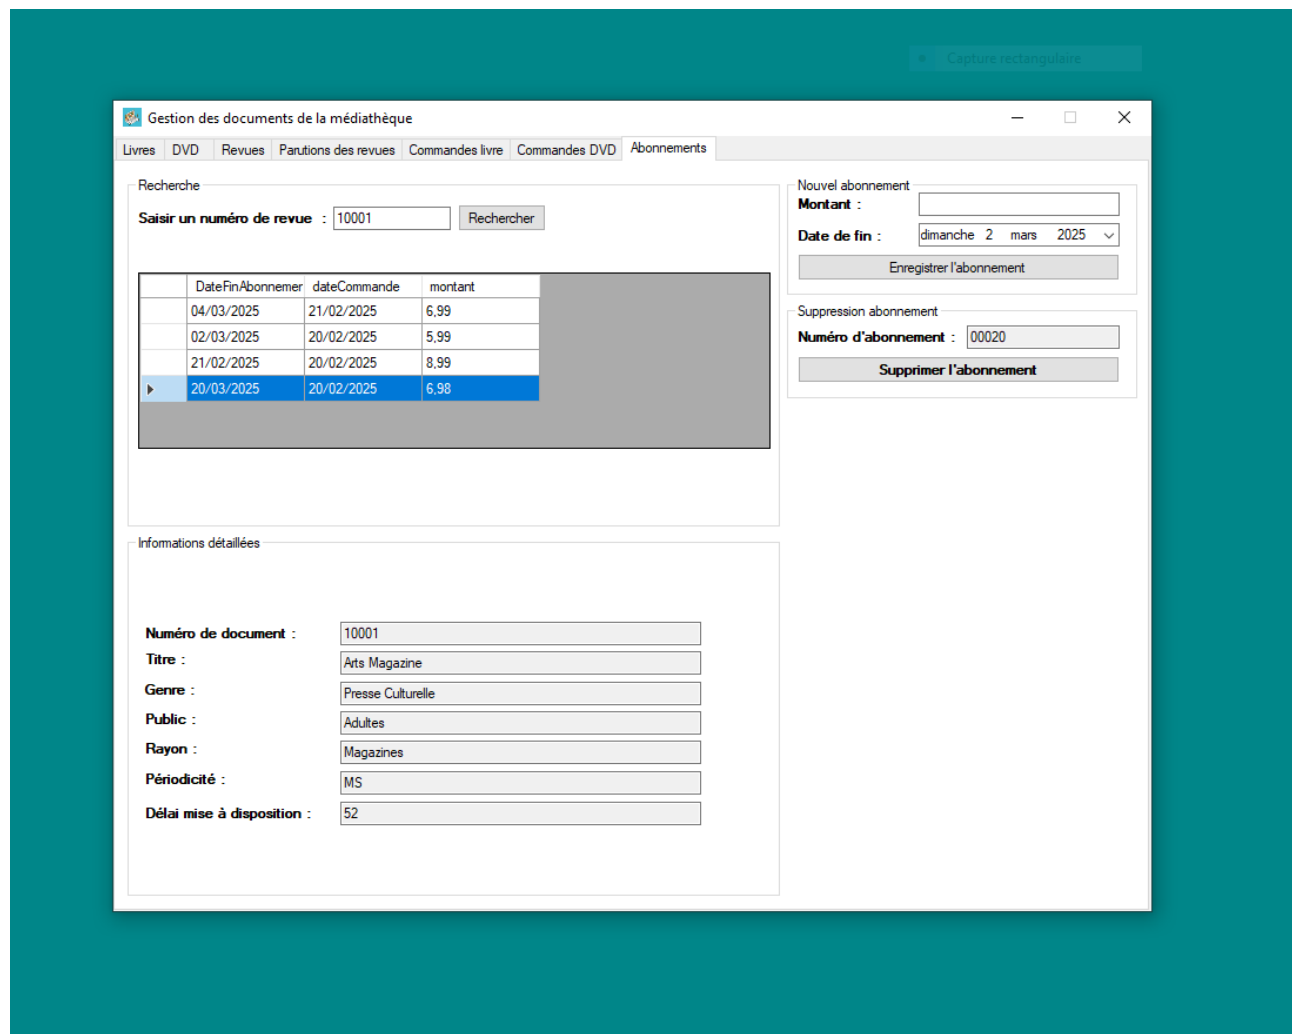 Capture rectangulaire
Gestion des documents de la médiathèque
Livres DVD Revues Parutions des revues Commandes livre Commandes DVD Abonnements
Recherche
Saisir un numéro de revue : 10001 Rechercher
DateFinAbonnemer dateCommande montant
04/03/2025 21/02/2025 6,99
02/03/2025 20/02/2025 5,99
21/02/2025 20/02/2025 8,99
20/03/2025 20/02/2025 6,98
Nouvel abonnement
Montant :
Date de fin : dimanche 2 mars 2025
Enregistrer l'abonnement
Suppression abonnement
Numéro d'abonnement : 00020
Supprimer l'abonnement
Informations détaillées
Numéro de document : 10001
Titre : Arts Magazine
Genre : Presse Culturelle
Public : Adultes
Rayon : Magazines
Périodicité : MS
Délai mise à disposition : 52